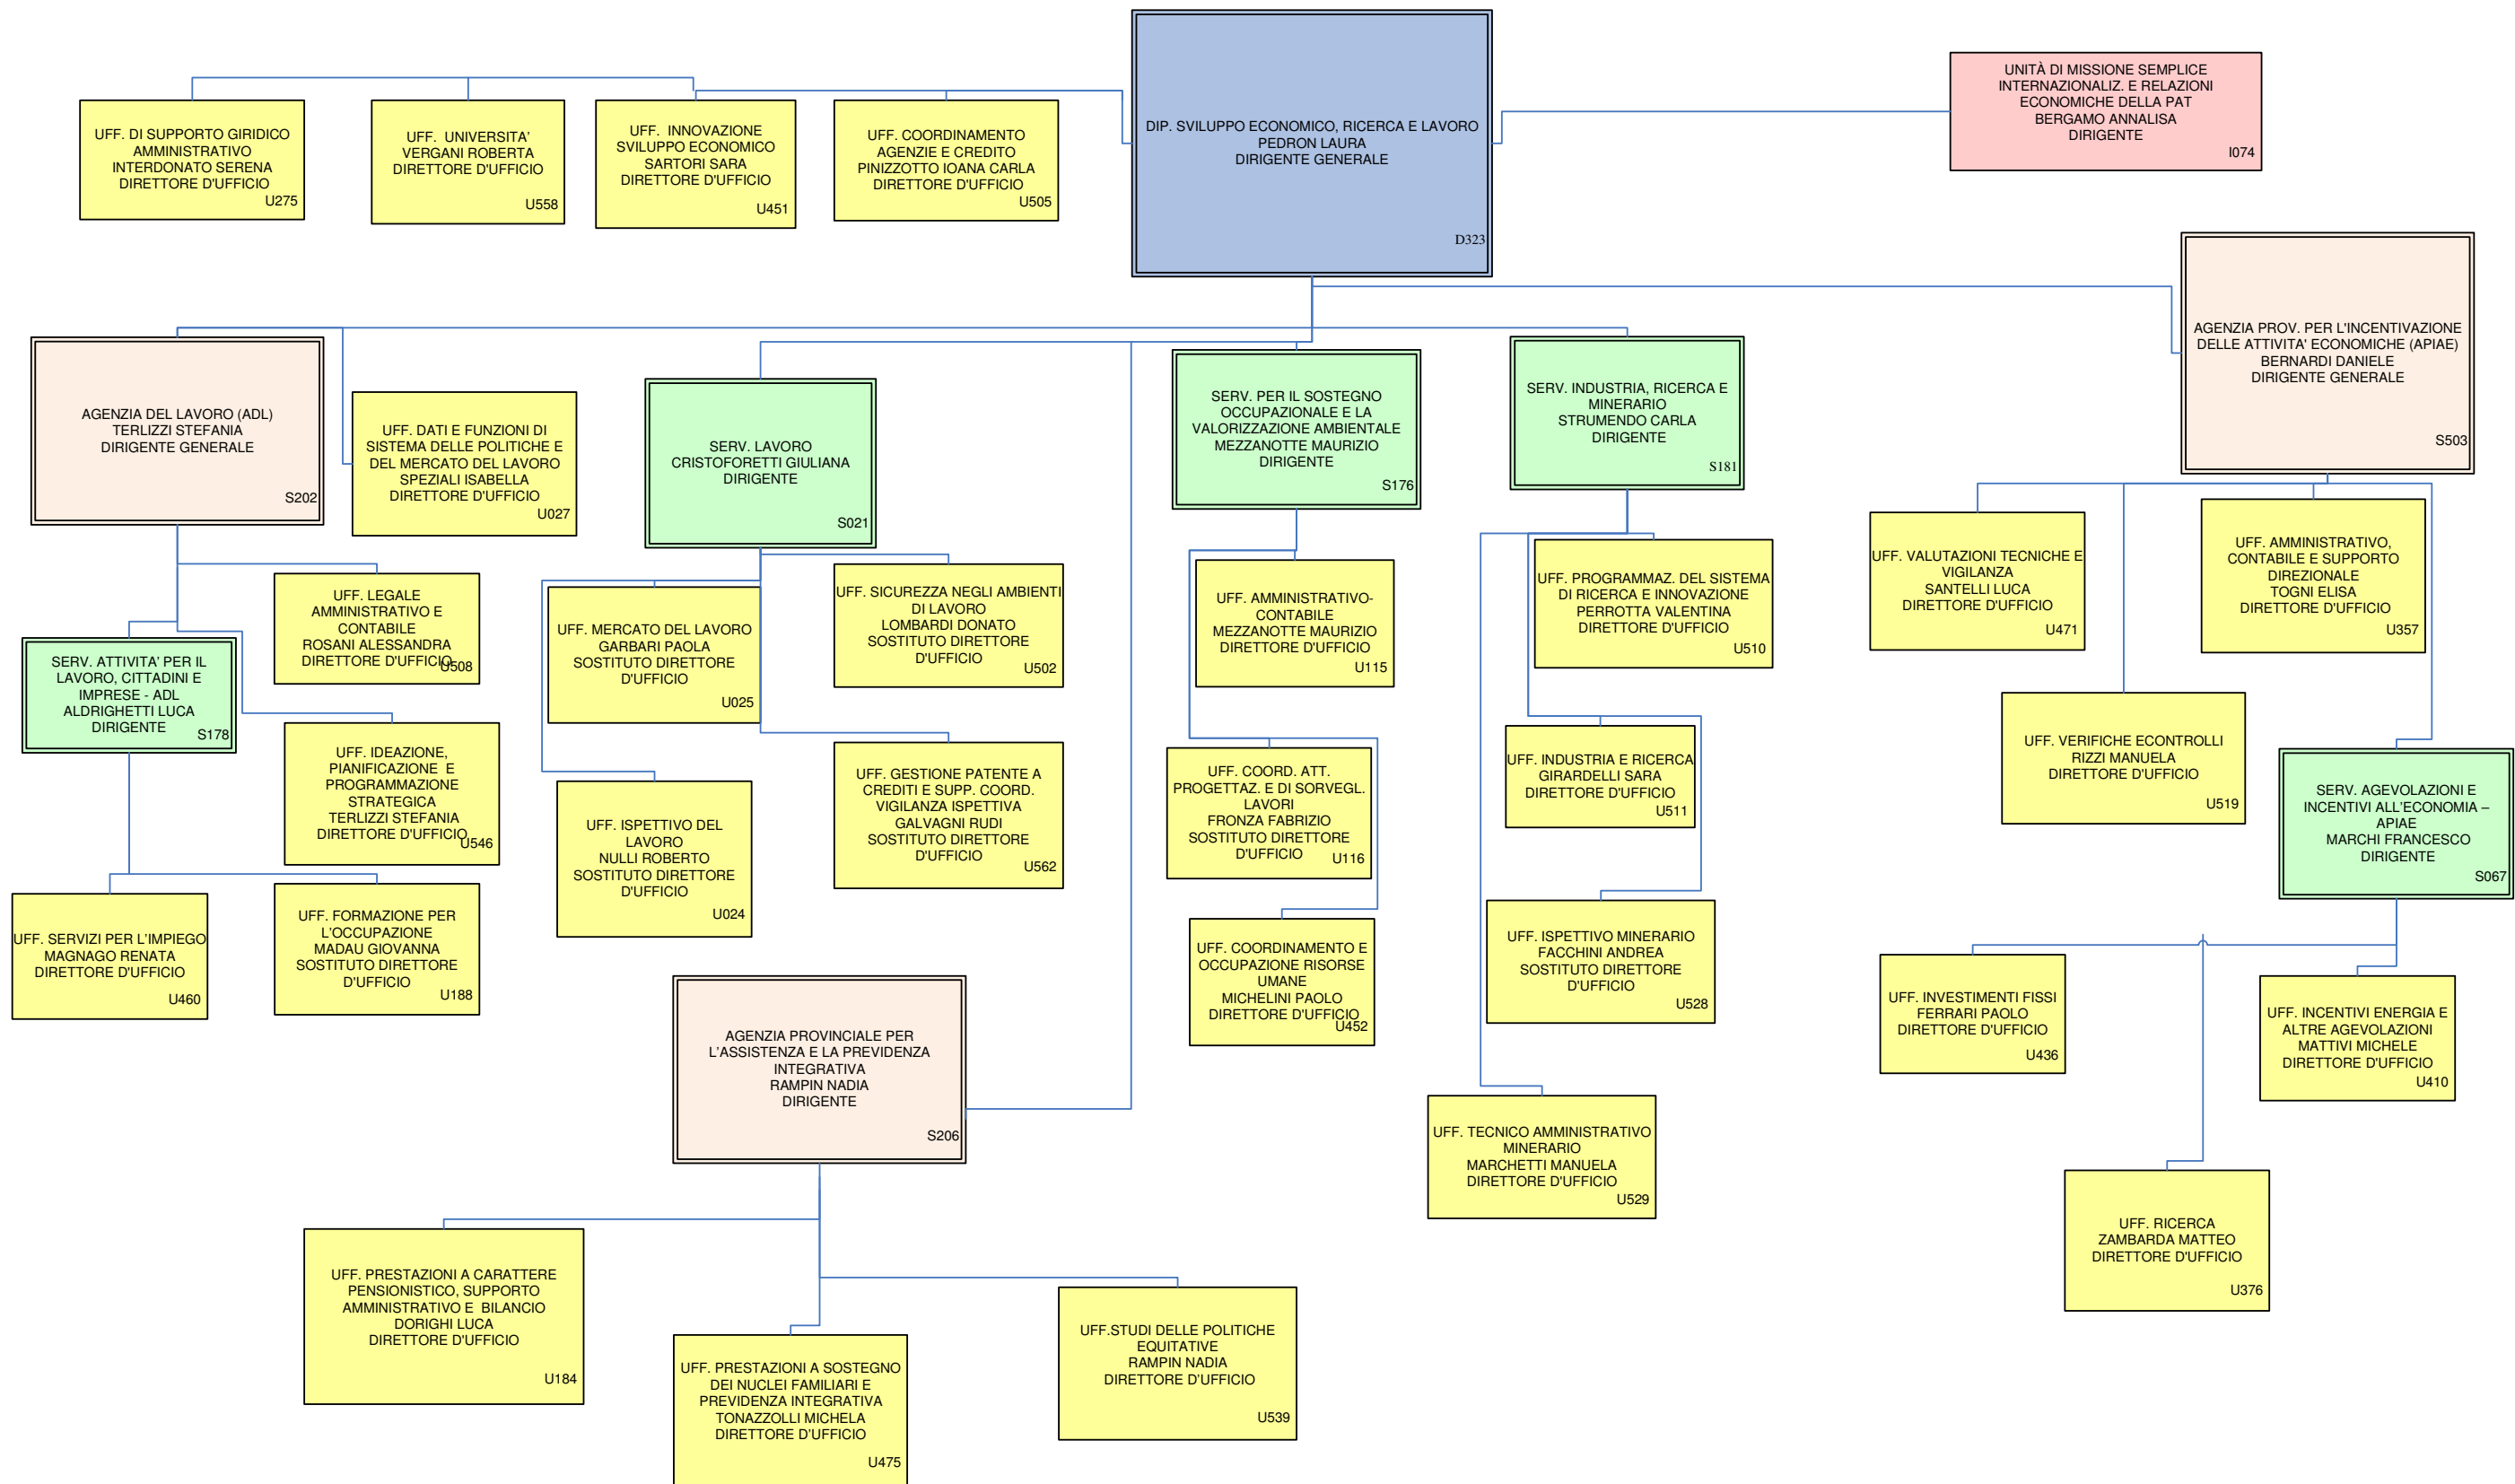 DIP. SVILUPPO ECONOMICO, RICERCA E LAVORO
PEDRON LAURA
DIRIGENTE GENERALE
D323
UNITÀ DI MISSIONE SEMPLICE
INTERNAZIONALIZ. E RELAZIONI
ECONOMICHE DELLA PAT
BERGAMO ANNALISA
DIRIGENTE
I074
UFF. DI SUPPORTO GIRIDICO
AMMINISTRATIVO
INTERDONATO SERENA
DIRETTORE D'UFFICIO
U275
UFF. UNIVERSITA'
VERGANI ROBERTA
DIRETTORE D'UFFICIO
U558
UFF. INNOVAZIONE
SVILUPPO ECONOMICO
SARTORI SARA
DIRETTORE D'UFFICIO
U451
UFF. COORDINAMENTO
AGENZIE E CREDITO
PINIZZOTTO IOANA CARLA
DIRETTORE D'UFFICIO
U505
AGENZIA DEL LAVORO (ADL)
TERLIZZI STEFANIA
DIRIGENTE GENERALE
S202
UFF. DATI E FUNZIONI DI
SISTEMA DELLE POLITICHE E
DEL MERCATO DEL LAVORO
SPEZIALI ISABELLA
DIRETTORE D'UFFICIO
U027
SERV. LAVORO
CRISTOFORETTI GIULIANA
DIRIGENTE
S021
SERV. PER IL SOSTEGNO
OCCUPAZIONALE E LA
VALORIZZAZIONE AMBIENTALE
MEZZANOTTE MAURIZIO
DIRIGENTE
S176
SERV. INDUSTRIA, RICERCA E
MINERARIO
STRUMENDO CARLA
DIRIGENTE
S181
AGENZIA PROV. PER L'INCENTIVAZIONE
DELLE ATTIVITA' ECONOMICHE (APIAE)
BERNARDI DANIELE
DIRIGENTE GENERALE
S503
UFF. LEGALE
AMMINISTRATIVO E
CONTABILE
ROSANI ALESSANDRA
DIRETTORE D'UFFICIO
U508
SERV. ATTIVITA' PER IL
LAVORO, CITTADINI E
IMPRESE - ADL
ALDRIGHETTI LUCA
DIRIGENTE
S178
UFF. IDEAZIONE,
PIANIFICAZIONE E
PROGRAMMAZIONE
STRATEGICA
TERLIZZI STEFANIA
DIRETTORE D'UFFICIO
U546
UFF. SERVIZI PER L'IMPIEGO
MAGNAGO RENATA
DIRETTORE D'UFFICIO
U460
UFF. FORMAZIONE PER
L'OCCUPAZIONE
MADAU GIOVANNA
SOSTITUTO DIRETTORE
D'UFFICIO
U188
UFF. MERCATO DEL LAVORO
GARBARI PAOLA
SOSTITUTO DIRETTORE
D'UFFICIO
U025
UFF. SICUREZZA NEGLI AMBIENTI
DI LAVORO
LOMBARDI DONATO
SOSTITUTO DIRETTORE
D'UFFICIO
U502
UFF. ISPETTIVO DEL
LAVORO
NULLI ROBERTO
SOSTITUTO DIRETTORE
D'UFFICIO
U024
UFF. GESTIONE PATENTE A
CREDITI E SUPP. COORD.
VIGILANZA ISPETTIVA
GALVAGNI RUDI
SOSTITUTO DIRETTORE
D'UFFICIO
U562
UFF. AMMINISTRATIVO-
CONTABILE
MEZZANOTTE MAURIZIO
DIRETTORE D'UFFICIO
U115
UFF. COORD. ATT.
PROGETTAZ. E DI SORVEGL.
LAVORI
FRONZA FABRIZIO
SOSTITUTO DIRETTORE
D'UFFICIO
U116
UFF. COORDINAMENTO E
OCCUPAZIONE RISORSE
UMANE
MICHELINI PAOLO
DIRETTORE D'UFFICIO
U452
UFF. PROGRAMMAZ. DEL SISTEMA
DI RICERCA E INNOVAZIONE
PERROTTA VALENTINA
DIRETTORE D'UFFICIO
U510
UFF. INDUSTRIA E RICERCA
GIRARDELLI SARA
DIRETTORE D'UFFICIO
U511
UFF. ISPETTIVO MINERARIO
FACCHINI ANDREA
SOSTITUTO DIRETTORE
D'UFFICIO
U528
UFF. TECNICO AMMINISTRATIVO
MINERARIO
MARCHETTI MANUELA
DIRETTORE D'UFFICIO
U529
UFF. VALUTAZIONI TECNICHE E
VIGILANZA
SANTELLI LUCA
DIRETTORE D'UFFICIO
U471
UFF. AMMINISTRATIVO,
CONTABILE E SUPPORTO
DIREZIONALE
TOGNI ELISA
DIRETTORE D'UFFICIO
U357
UFF. VERIFICHE ECONTROLLI
RIZZI MANUELA
DIRETTORE D'UFFICIO
U519
SERV. AGEVOLAZIONI E
INCENTIVI ALL'ECONOMIA –
APIAE
MARCHI FRANCESCO
DIRIGENTE
S067
UFF. INVESTIMENTI FISSI
FERRARI PAOLO
DIRETTORE D'UFFICIO
U436
UFF. INCENTIVI ENERGIA E
ALTRE AGEVOLAZIONI
MATTIVI MICHELE
DIRETTORE D'UFFICIO
U410
UFF. RICERCA
ZAMBARDA MATTEO
DIRETTORE D'UFFICIO
U376
AGENZIA PROVINCIALE PER
L'ASSISTENZA E LA PREVIDENZA
INTEGRATIVA
RAMPIN NADIA
DIRIGENTE
S206
UFF. PRESTAZIONI A CARATTERE
PENSIONISTICO, SUPPORTO
AMMINISTRATIVO E BILANCIO
DORIGHI LUCA
DIRETTORE D'UFFICIO
U184
UFF. PRESTAZIONI A SOSTEGNO
DEI NUCLEI FAMILIARI E
PREVIDENZA INTEGRATIVA
TONAZZOLLI MICHELA
DIRETTORE D'UFFICIO
U475
UFF.STUDI DELLE POLITICHE
EQUITATIVE
RAMPIN NADIA
DIRETTORE D'UFFICIO
U539